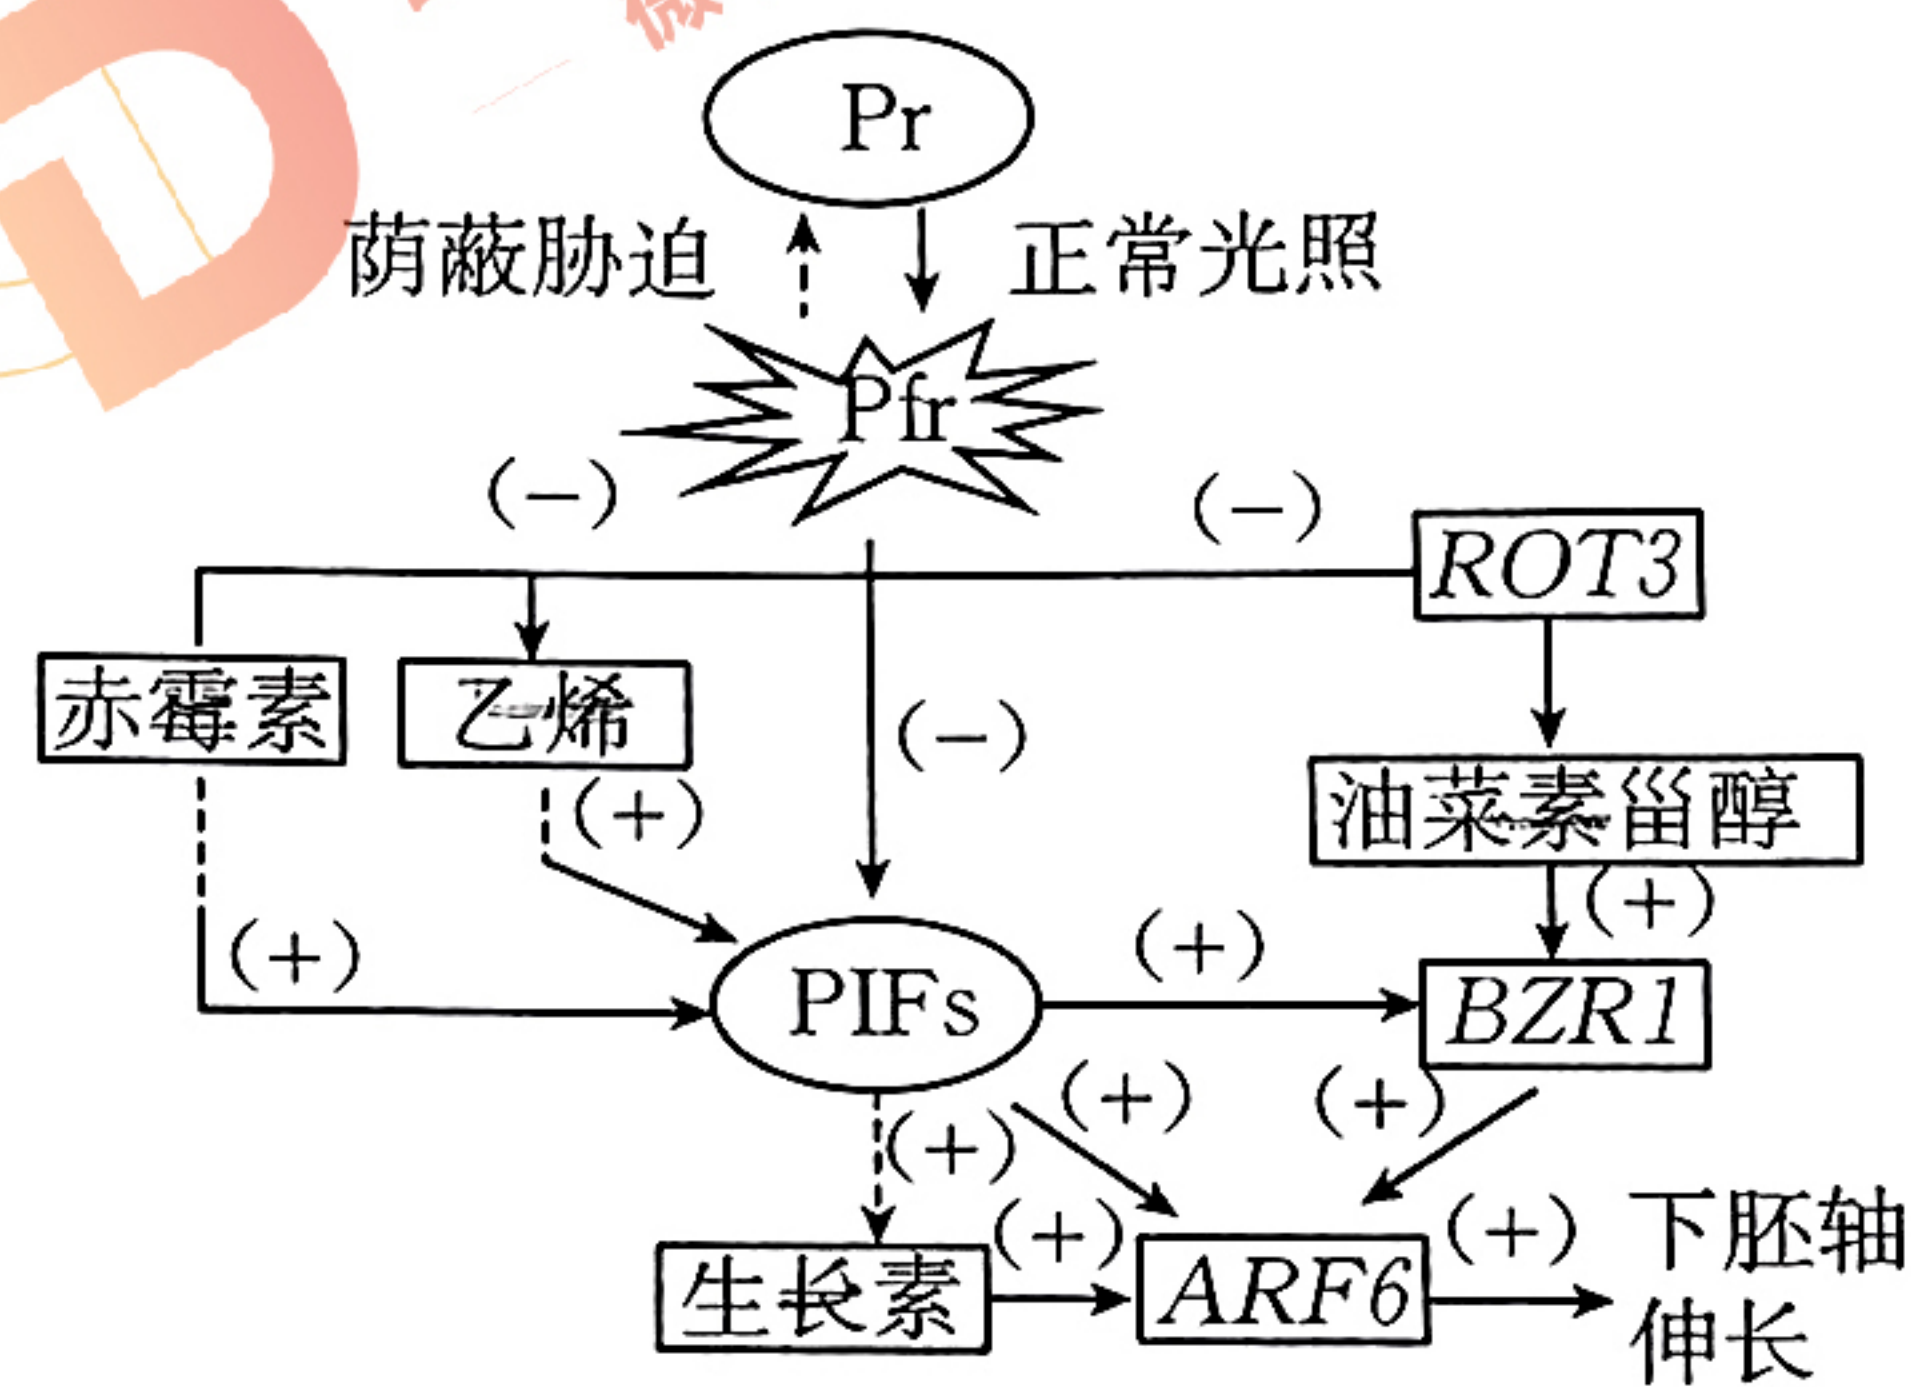 微
Pr
荫蔽胁迫
正常光照
Pfr
(−)
(−)
ROT3
赤霉素
乙烯
(−)
油菜素甾醇
(+)
(+)
(+)
(+)
PIFs
BZR1
(+)
(+)
(+)
(+)
(+)
生长素
ARF6
下胚轴
伸长